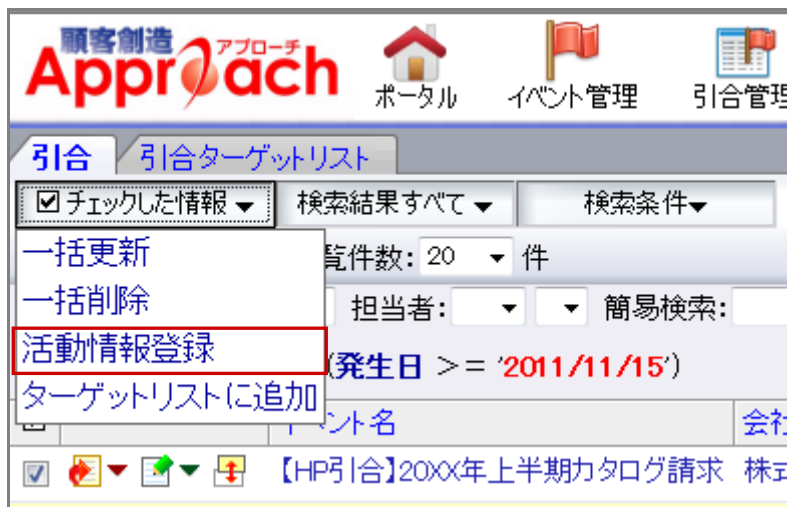 顧客創造 アプローチ
Approach
ポータル イベント管理 引合管理
引合 引合ターゲットリスト
チェックした情報 検索結果すべて 検索条件
一括更新
覧件数: 20 件
一括削除
担当者: 簡易検索:
活動情報登録
(発生日 >= '2011/11/15')
ターゲットリストに追加
イベント名 会社
【HP引合】20XX年上半期カタログ請求 株式